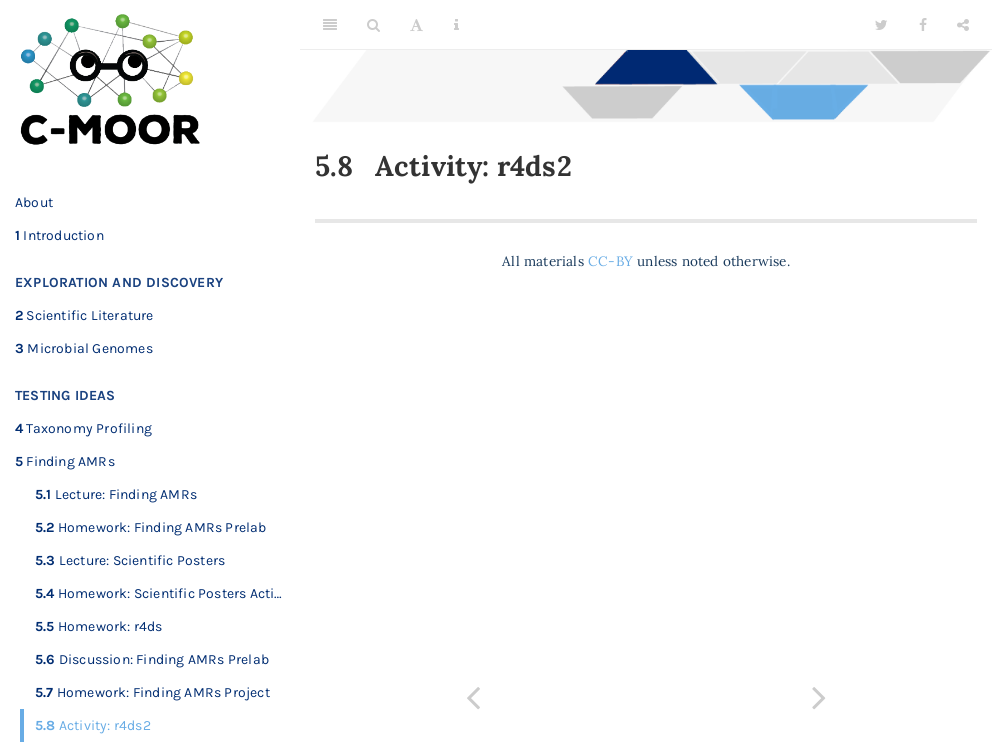 C-MOOR
About
1 Introduction
EXPLORATION AND DISCOVERY
2 Scientific Literature
3 Microbial Genomes
TESTING IDEAS
4 Taxonomy Profiling
5 Finding AMRs
5.1 Lecture: Finding AMRs
5.2 Homework: Finding AMRs Prelab
5.3 Lecture: Scientific Posters
5.4 Homework: Scientific Posters Acti…
5.5 Homework: r4ds
5.6 Discussion: Finding AMRs Prelab
5.7 Homework: Finding AMRs Project
5.8 Activity: r4ds2
A
5.8 Activity: r4ds2
All materials CC-BY unless noted otherwise.